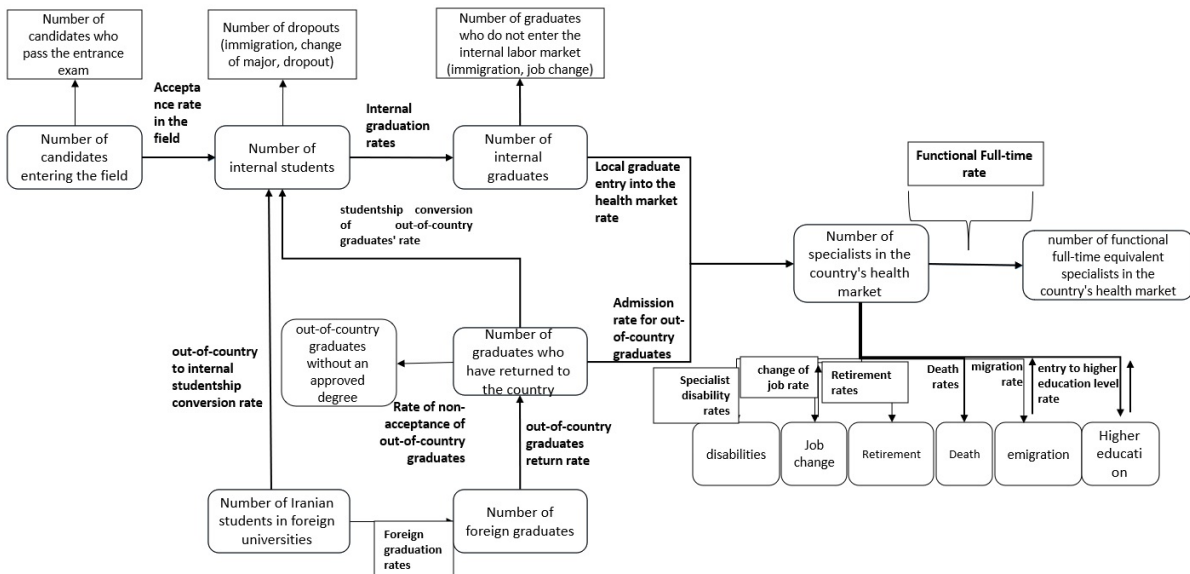 Number of
candidates who
pass the entrance
exam
Number of dropouts
(immigration, change
of major, dropout)
Number of graduates
who do not enter the
internal labor market
(immigration, job change)
Accepta
nce rate
in the
field
Internal
graduation
rates
Number of
candidates
entering the field
Number of
internal students
Number of
internal
graduates
Local graduate
entry into the
health market
rate
Functional Full-time
rate
studentship conversion
of out-of-country
graduates' rate
Number of
specialists in the
country's health
market
number of functional
full-time equivalent
specialists in the
country's health market
Admission
rate for out-
of-country
graduates
out-of-country
graduates
without an
approved
degree
Number of
graduates who
have returned to
the country
out-of-country
to internal
studentship
conversion rate
Rate of non-
acceptance of
out-of-country
graduates
out-of-country
graduates
return rate
Specialist
disability
rates
change of
job rate
Retirement
rates
Death
rates
migration
rate
entry to higher
education level
rate
disabilities
Job
change
Retirement
Death
emigration
Higher
educati
on
Number of Iranian
students in foreign
universities
Foreign
graduation
rates
Number of
foreign graduates